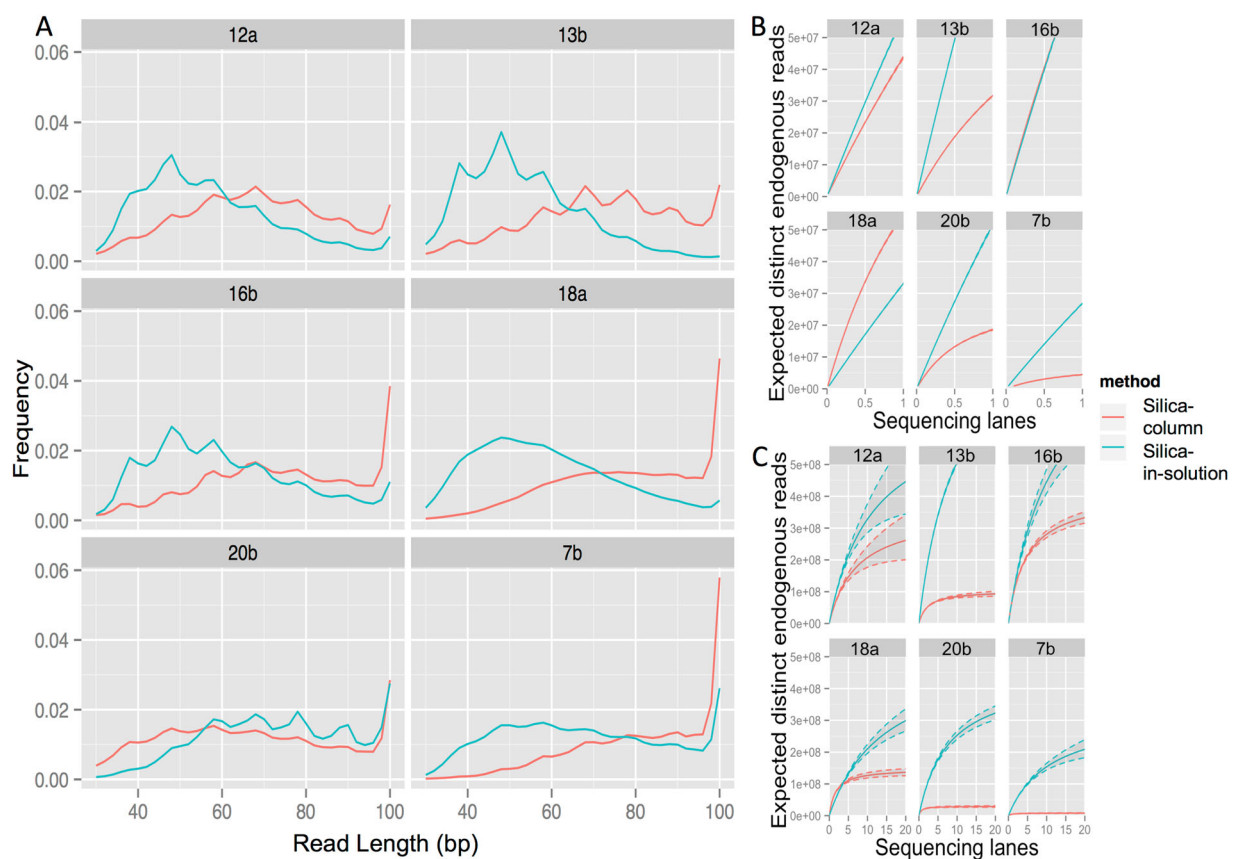 A
12a
13b
0.06
0.04
0.02
0.00
16b
18a
0.06
0.04
0.02
0.00
20b
7b
0.06
0.04
0.02
0.00
40
60
80
100
40
60
80
100
Frequency
Read Length (bp)
B
12a
13b
16b
5e+07
4e+07
3e+07
2e+07
1e+07
0e+00
18a
20b
7b
5e+07
4e+07
3e+07
2e+07
1e+07
0e+00
0
0.5
1
0
0.5
1
0
0.5
1
Expected distinct endogenous reads
Sequencing lanes
method
Silica-
column
Silica-
in-solution
C
12a
13b
16b
5e+08
4e+08
3e+08
2e+08
1e+08
0e+00
18a
20b
7b
5e+08
4e+08
3e+08
2e+08
1e+08
0e+00
0
5
10
15
20
0
5
10
15
20
0
5
10
15
20
Expected distinct endogenous reads
Sequencing lanes